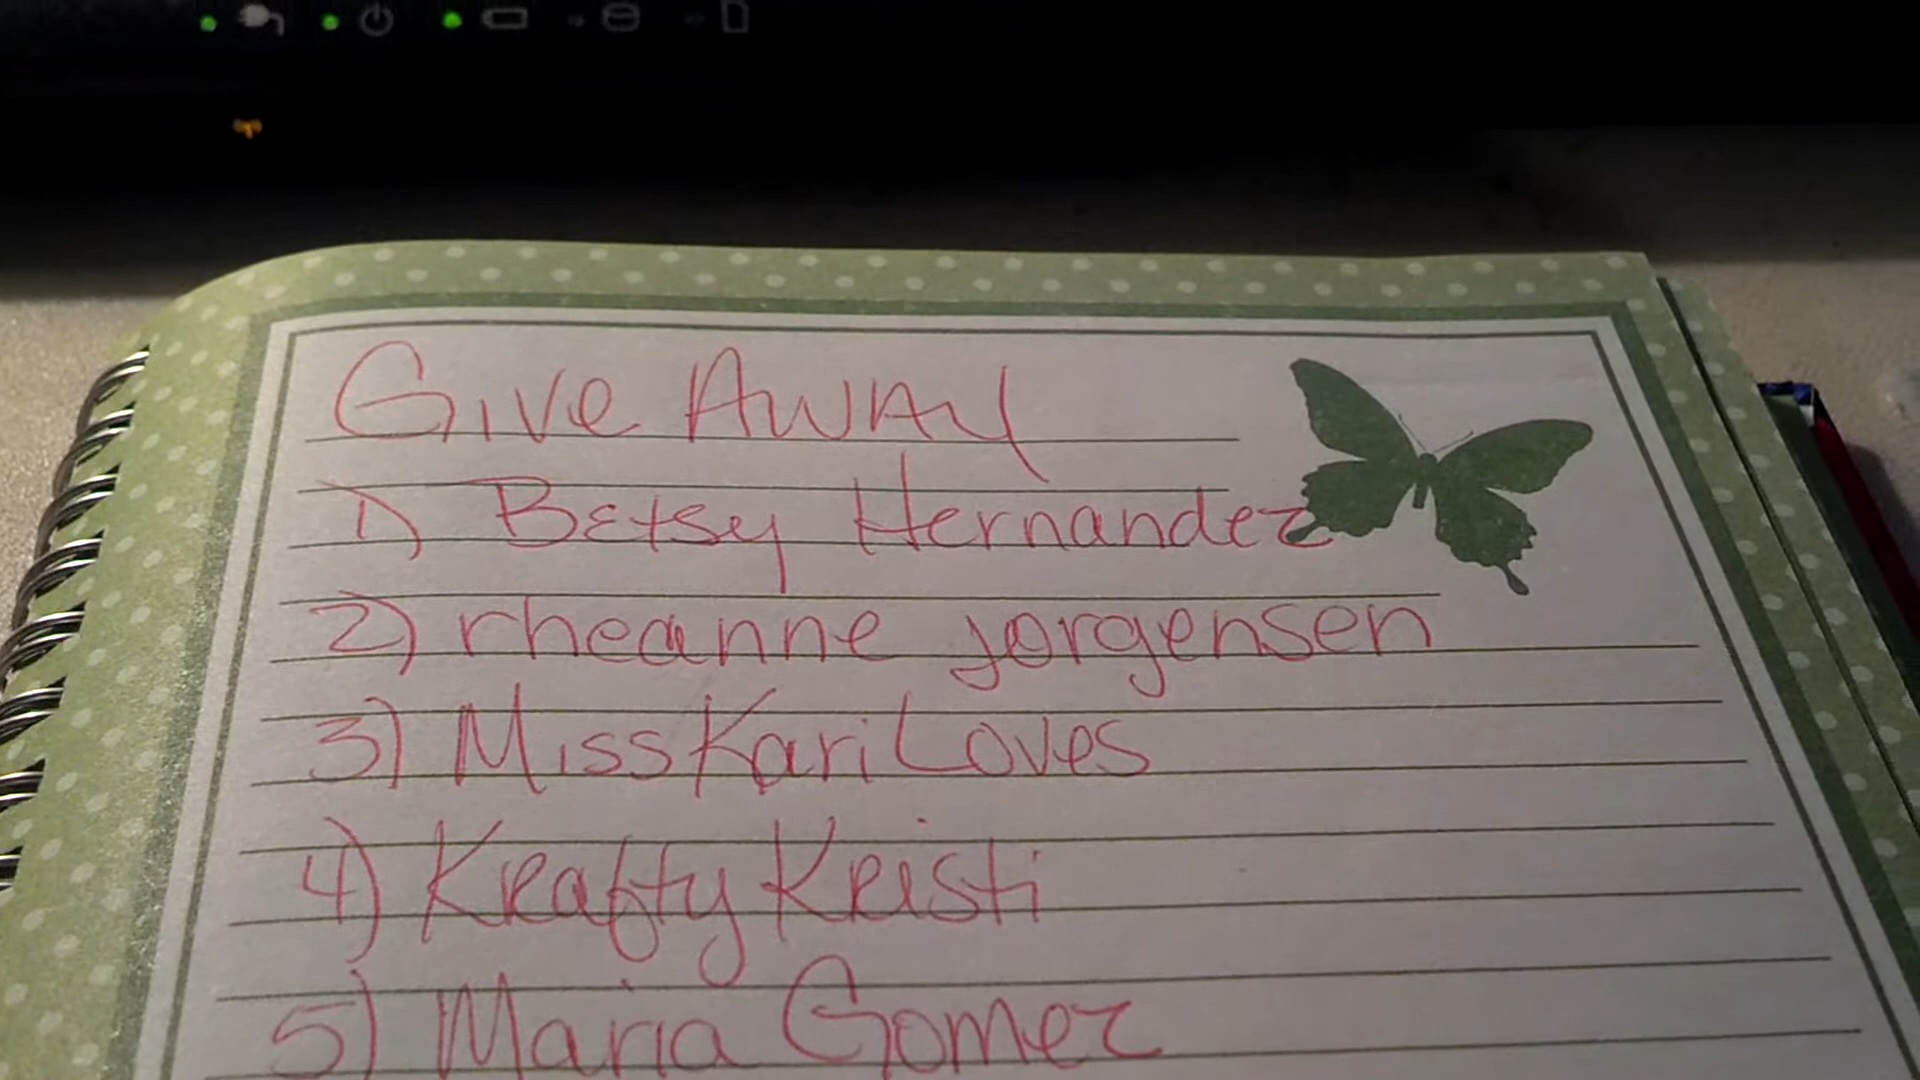 Give Away
1) Betsy Hernandez
2) rheanne jorgensen
3) MissKariLoves
4) KRaftyKRisti
5) Maria Gomez